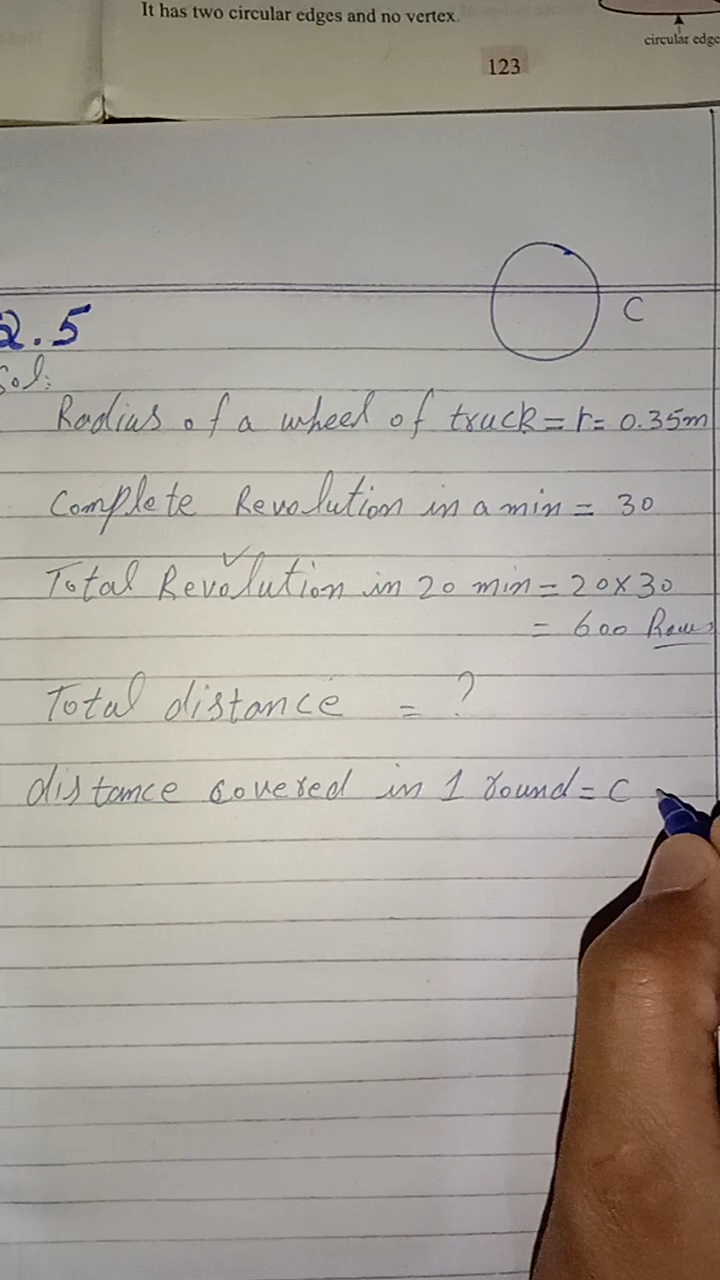 It has two circular edges and no vertex.
circular edge
123
C
2.5
Sol:
Radius of a wheel of truck = r = 0.35m
Complete Revolution in a min = 30
Total Revolution in 20 min = 20×30
= 600
Total distance = ?
distance covered in 1 round = C